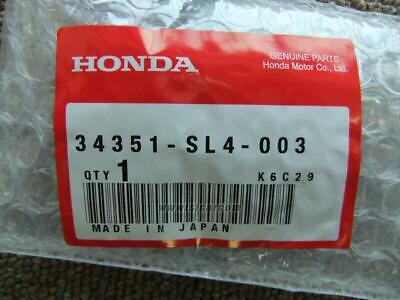 HONDA
GENUINE PARTS
Honda Motor Co., Ltd.
34351-SL4-003
QTY 1 K6C29
MADE IN JAPAN